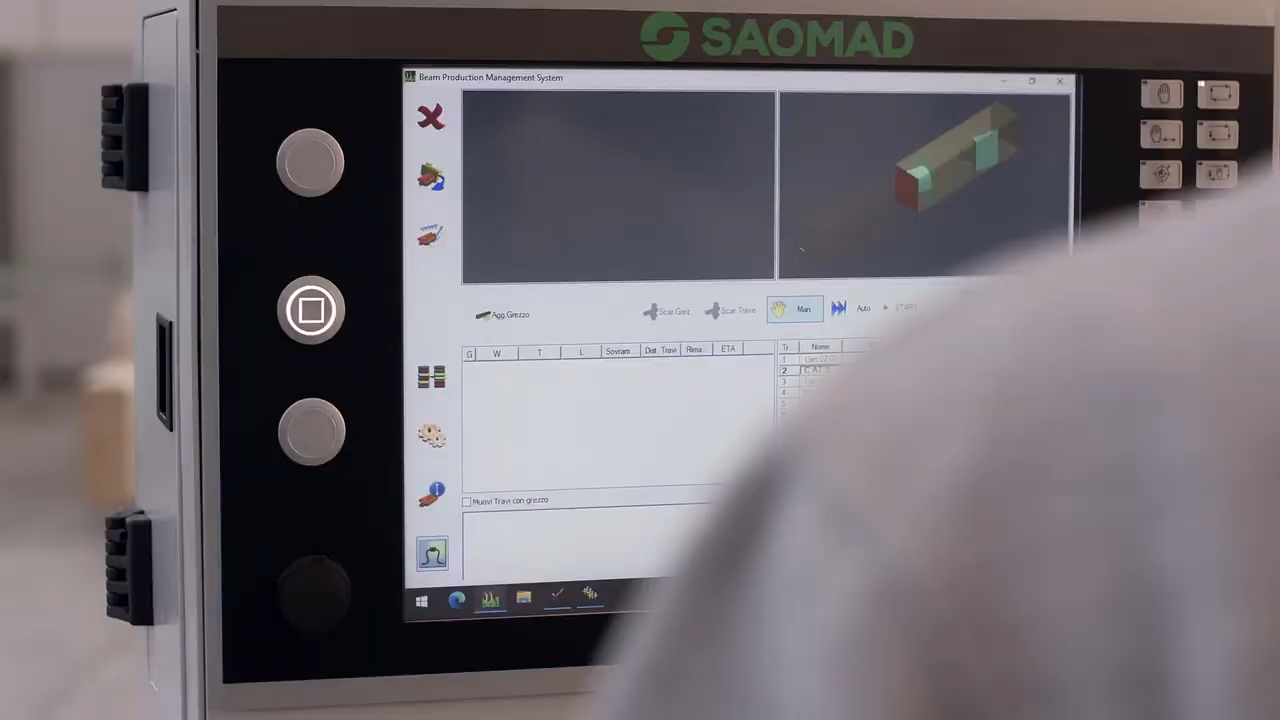 SAOMAD
Beam Production Management System
Agg.Grezzo
Scar Grez
Scar Trave
Man
Auto
START
G W T L Sovram... Dist. Travi Rima... ETA
Tr... Nome
1
2
3
4
5
Muovi Travi con grezzo